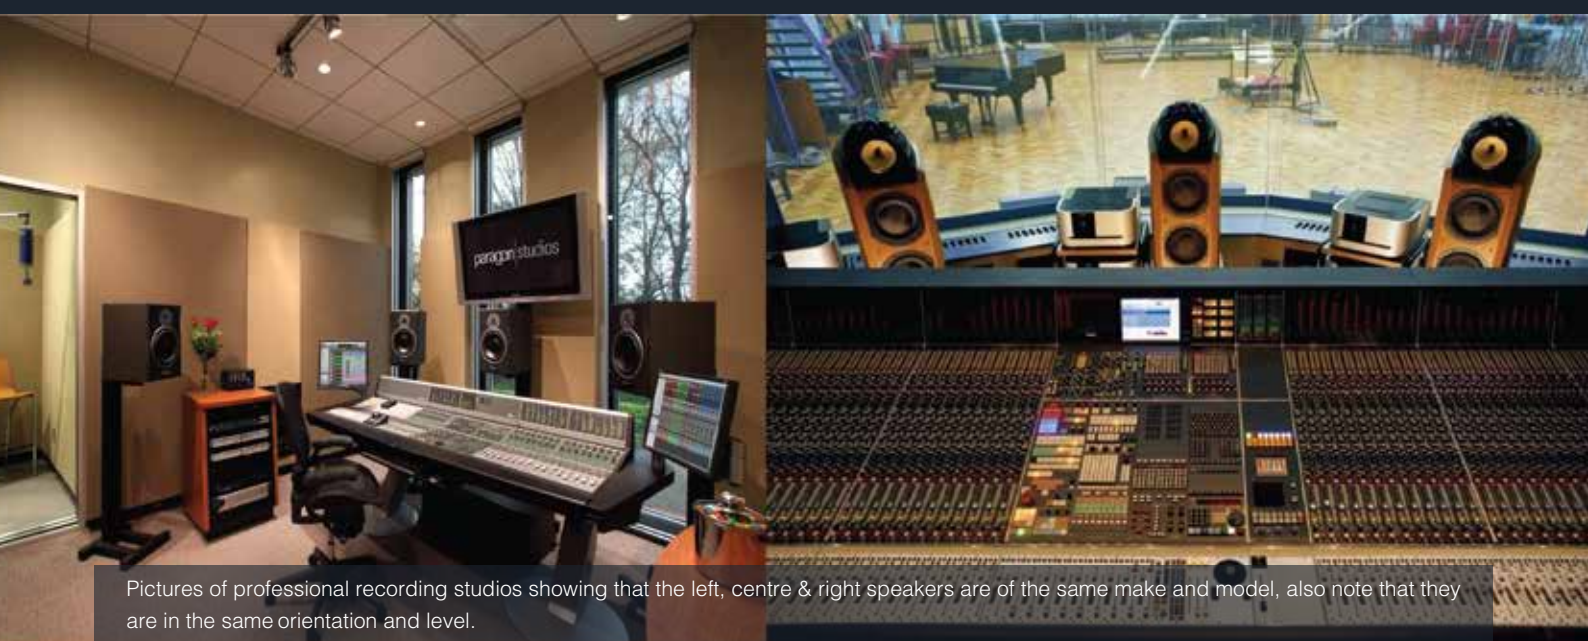 paragon studios
Pictures of professional recording studios showing that the left, centre & right speakers are of the same make and model, also note that they
are in the same orientation and level.